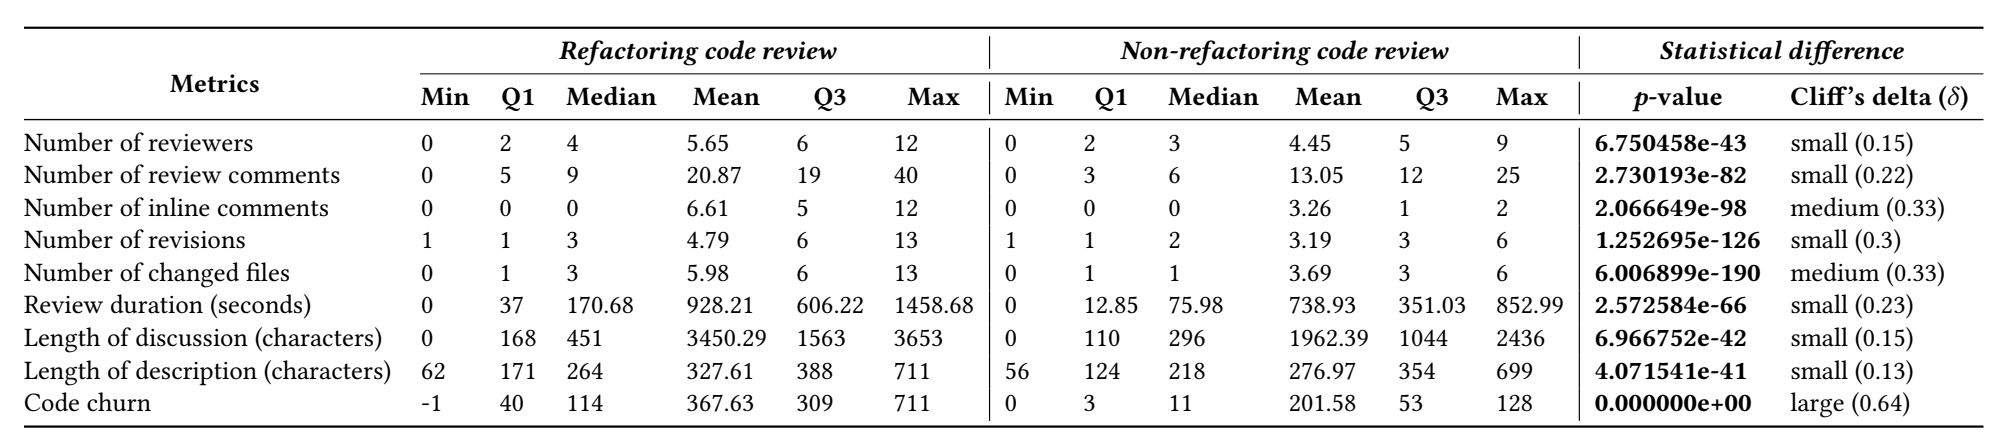 Metrics Refactoring code review Non-refactoring code review Statistical difference
Min Q1 Median Mean Q3 Max Min Q1 Median Mean Q3 Max p-value Cliff's delta (δ)
Number of reviewers 0 2 4 5.65 6 12 0 2 3 4.45 5 9 6.750458e-43 small (0.15)
Number of review comments 0 5 9 20.87 19 40 0 3 6 13.05 12 25 2.730193e-82 small (0.22)
Number of inline comments 0 0 0 6.61 5 12 0 0 0 3.26 1 2 2.066649e-98 medium (0.33)
Number of revisions 1 1 3 4.79 6 13 1 1 2 3.19 3 6 1.252695e-126 small (0.3)
Number of changed files 0 1 3 5.98 6 13 0 1 1 3.69 3 6 6.006899e-190 medium (0.33)
Review duration (seconds) 0 37 170.68 928.21 606.22 1458.68 0 12.85 75.98 738.93 351.03 852.99 2.572584e-66 small (0.23)
Length of discussion (characters) 0 168 451 3450.29 1563 3653 0 110 296 1962.39 1044 2436 6.966752e-42 small (0.15)
Length of description (characters) 62 171 264 327.61 388 711 56 124 218 276.97 354 699 4.071541e-41 small (0.13)
Code churn -1 40 114 367.63 309 711 0 3 11 201.58 53 128 0.000000e+00 large (0.64)